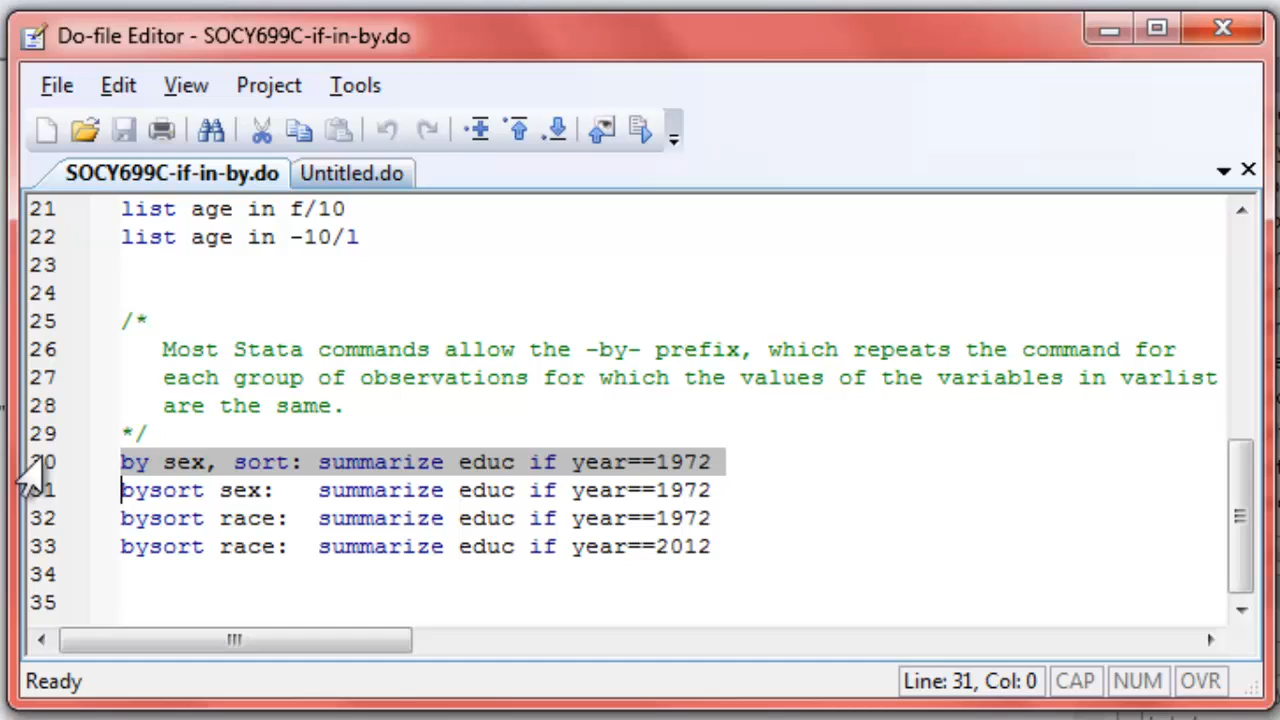 Do-file Editor - SOCY699C-if-in-by.do
File Edit View Project Tools
SOCY699C-if-in-by.do Untitled.do
21 list age in f/10
22 list age in -10/l
23
24
25 /*
26 Most Stata commands allow the -by- prefix, which repeats the command for
27 each group of observations for which the values of the variables in varlist
28 are the same.
29 */
30 by sex, sort: summarize educ if year==1972
31 bysort sex: summarize educ if year==1972
32 bysort race: summarize educ if year==1972
33 bysort race: summarize educ if year==2012
34
35
Ready Line: 31, Col: 0 CAP NUM OVR